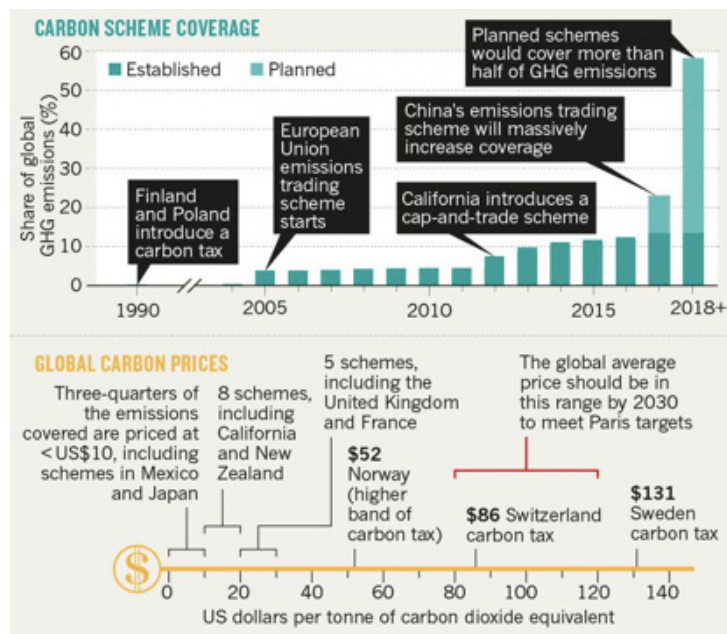 CARBON SCHEME COVERAGE
Share of global
GHG emissions (%)
60
50
40
30
20
10
0
Established
Planned
Finland
and Poland
introduce a
carbon tax
European
Union
emissions
trading
scheme
starts
California introduces a
cap-and-trade scheme
China's emissions trading
scheme will massively
increase coverage
Planned schemes
would cover more than
half of GHG emissions
1990
2005
2010
2015
2018+
GLOBAL CARBON PRICES
Three-quarters of
the emissions
covered are priced at
<US$10, including
schemes in Mexico
and Japan
8 schemes,
including
California
and New
Zealand
5 schemes,
including the
United Kingdom
and France
$52
Norway
(higher
band of
carbon tax)
The global average
price should be in
this range by 2030
to meet Paris targets
$86 Switzerland
carbon tax
$131
Sweden
carbon tax
$
0 20 40 60 80 100 120 140
US dollars per tonne of carbon dioxide equivalent